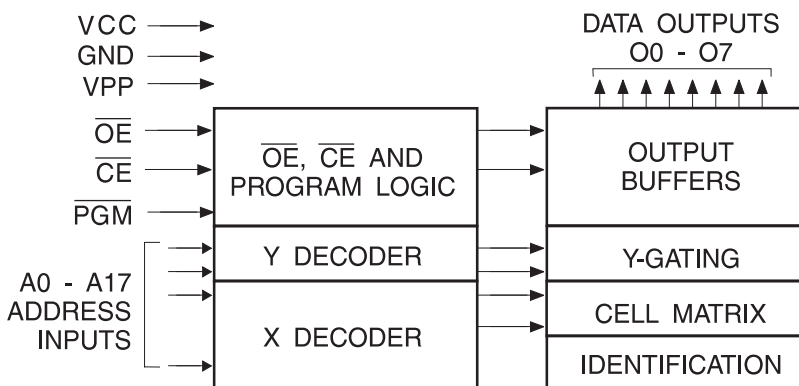 VCC
GND
VPP
OE
CE
PGM
A0 - A17
ADDRESS
INPUTS
OE, CE AND
PROGRAM LOGIC
Y DECODER
X DECODER
DATA OUTPUTS
O0 - O7
OUTPUT
BUFFERS
Y-GATING
CELL MATRIX
IDENTIFICATION